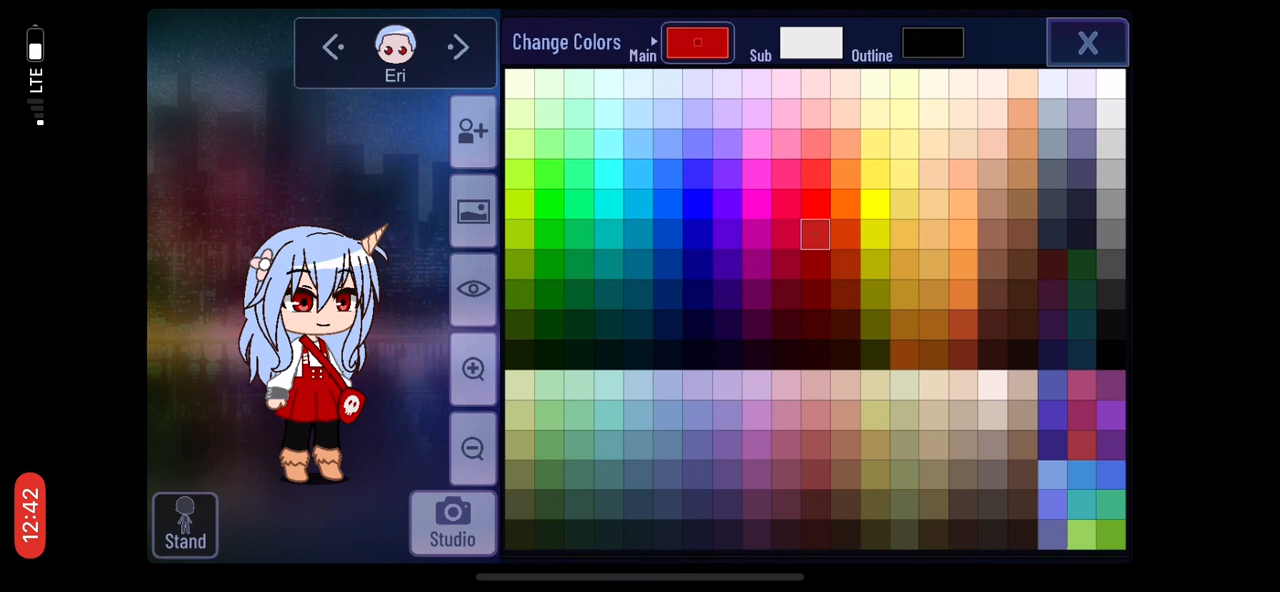 LTE
12:42
Eri
Stand
Studio
Change Colors
Main
Sub
Outline
X